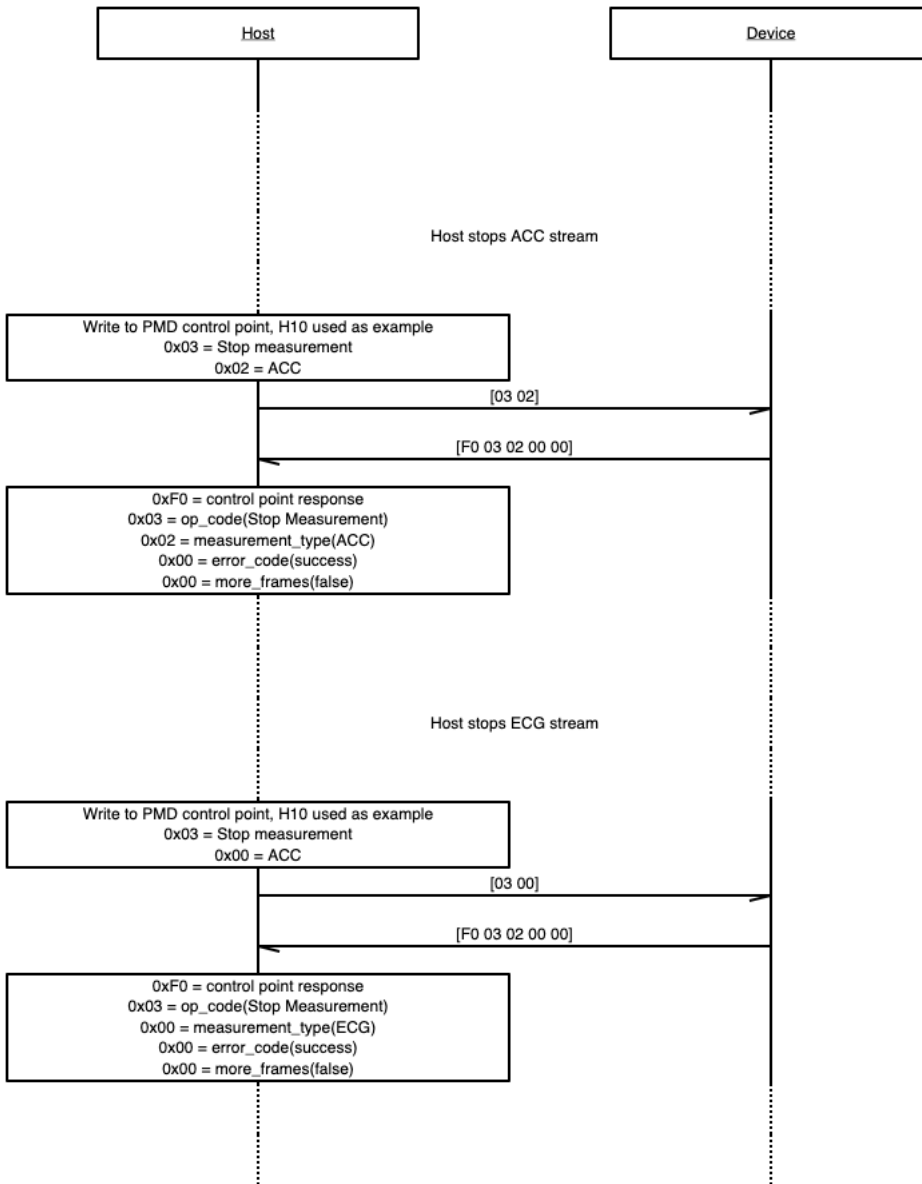 Host
Device
Host stops ACC stream
Write to PMD control point, H10 used as example
0x03 = Stop measurement
0x02 = ACC
[03 02]
[F0 03 02 00 00]
0xF0 = control point response
0x03 = op_code(Stop Measurement)
0x02 = measurement_type(ACC)
0x00 = error_code(success)
0x00 = more_frames(false)
Host stops ECG stream
Write to PMD control point, H10 used as example
0x03 = Stop measurement
0x00 = ACC
[03 00]
[F0 03 02 00 00]
0xF0 = control point response
0x03 = op_code(Stop Measurement)
0x00 = measurement_type(ECG)
0x00 = error_code(success)
0x00 = more_frames(false)